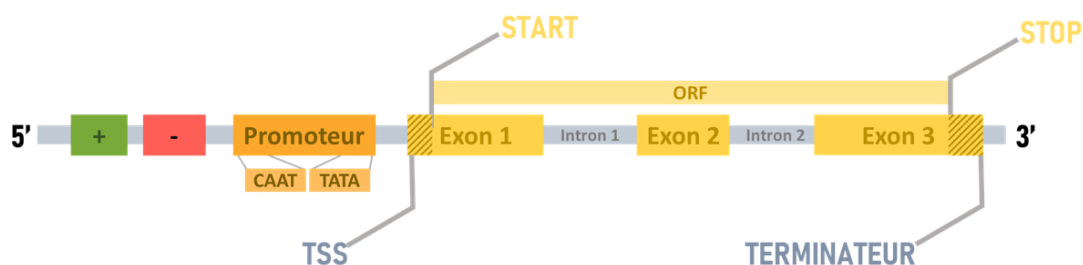 START
STOP
ORF
5' + - Promoteur Exon 1 Intron 1 Exon 2 Intron 2 Exon 3 3'
CAAT TATA
TSS
TERMINATEUR